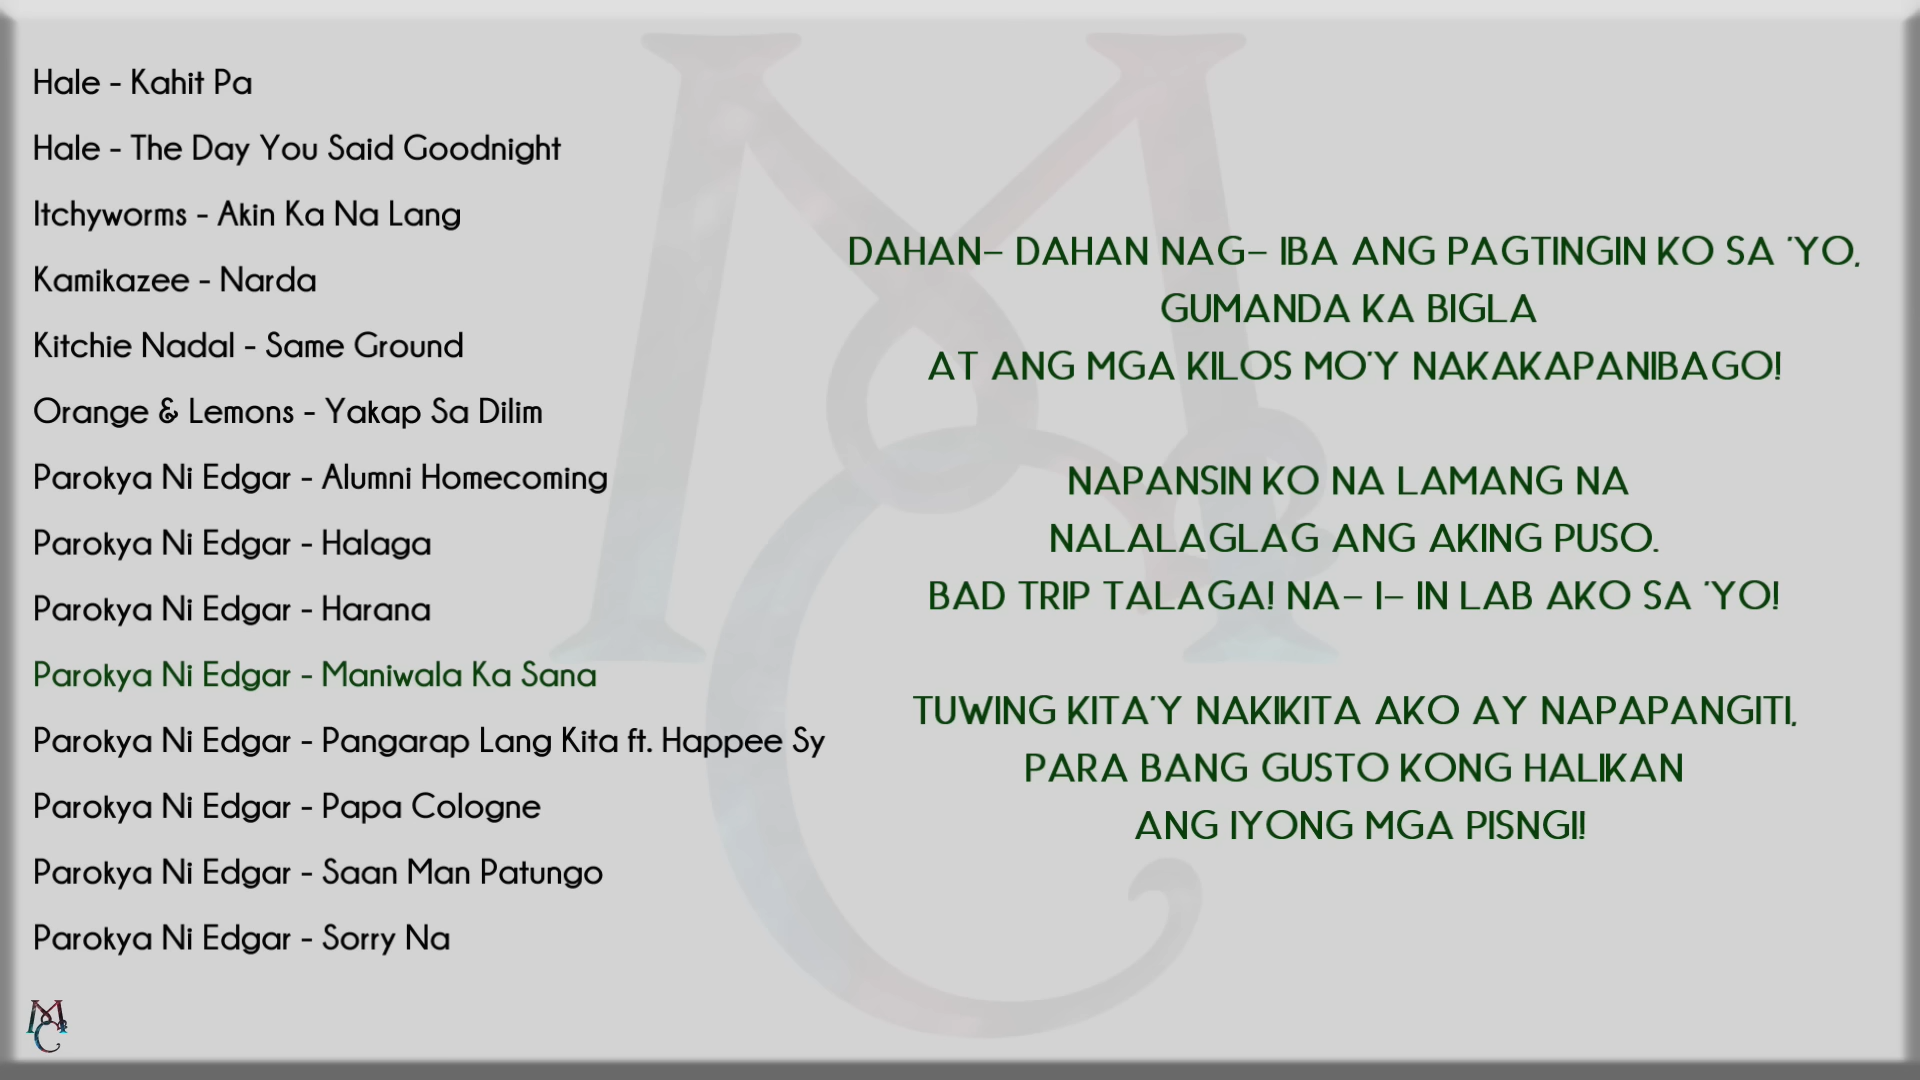 Hale - Kahit Pa
Hale - The Day You Said Goodnight
Itchyworms - Akin Ka Na Lang
Kamikazee - Narda
Kitchie Nadal - Same Ground
Orange & Lemons - Yakap Sa Dilim
Parokya Ni Edgar - Alumni Homecoming
Parokya Ni Edgar - Halaga
Parokya Ni Edgar - Harana
Parokya Ni Edgar - Maniwala Ka Sana
Parokya Ni Edgar - Pangarap Lang Kita ft. Happee Sy
Parokya Ni Edgar - Papa Cologne
Parokya Ni Edgar - Saan Man Patungo
Parokya Ni Edgar - Sorry Na
DAHAN- DAHAN NAG- IBA ANG PAGTINGIN KO SA 'YO,
GUMANDA KA BIGLA
AT ANG MGA KILOS MO'Y NAKAKAPANIBAGO!
NAPANSIN KO NA LAMANG NA
NALALAGLAG ANG AKING PUSO.
BAD TRIP TALAGA! NA- I- IN LAB AKO SA 'YO!
TUWING KITA'Y NAKIKITA AKO AY NAPAPANGITI,
PARA BANG GUSTO KONG HALIKAN
ANG IYONG MGA PISNGI!
MC